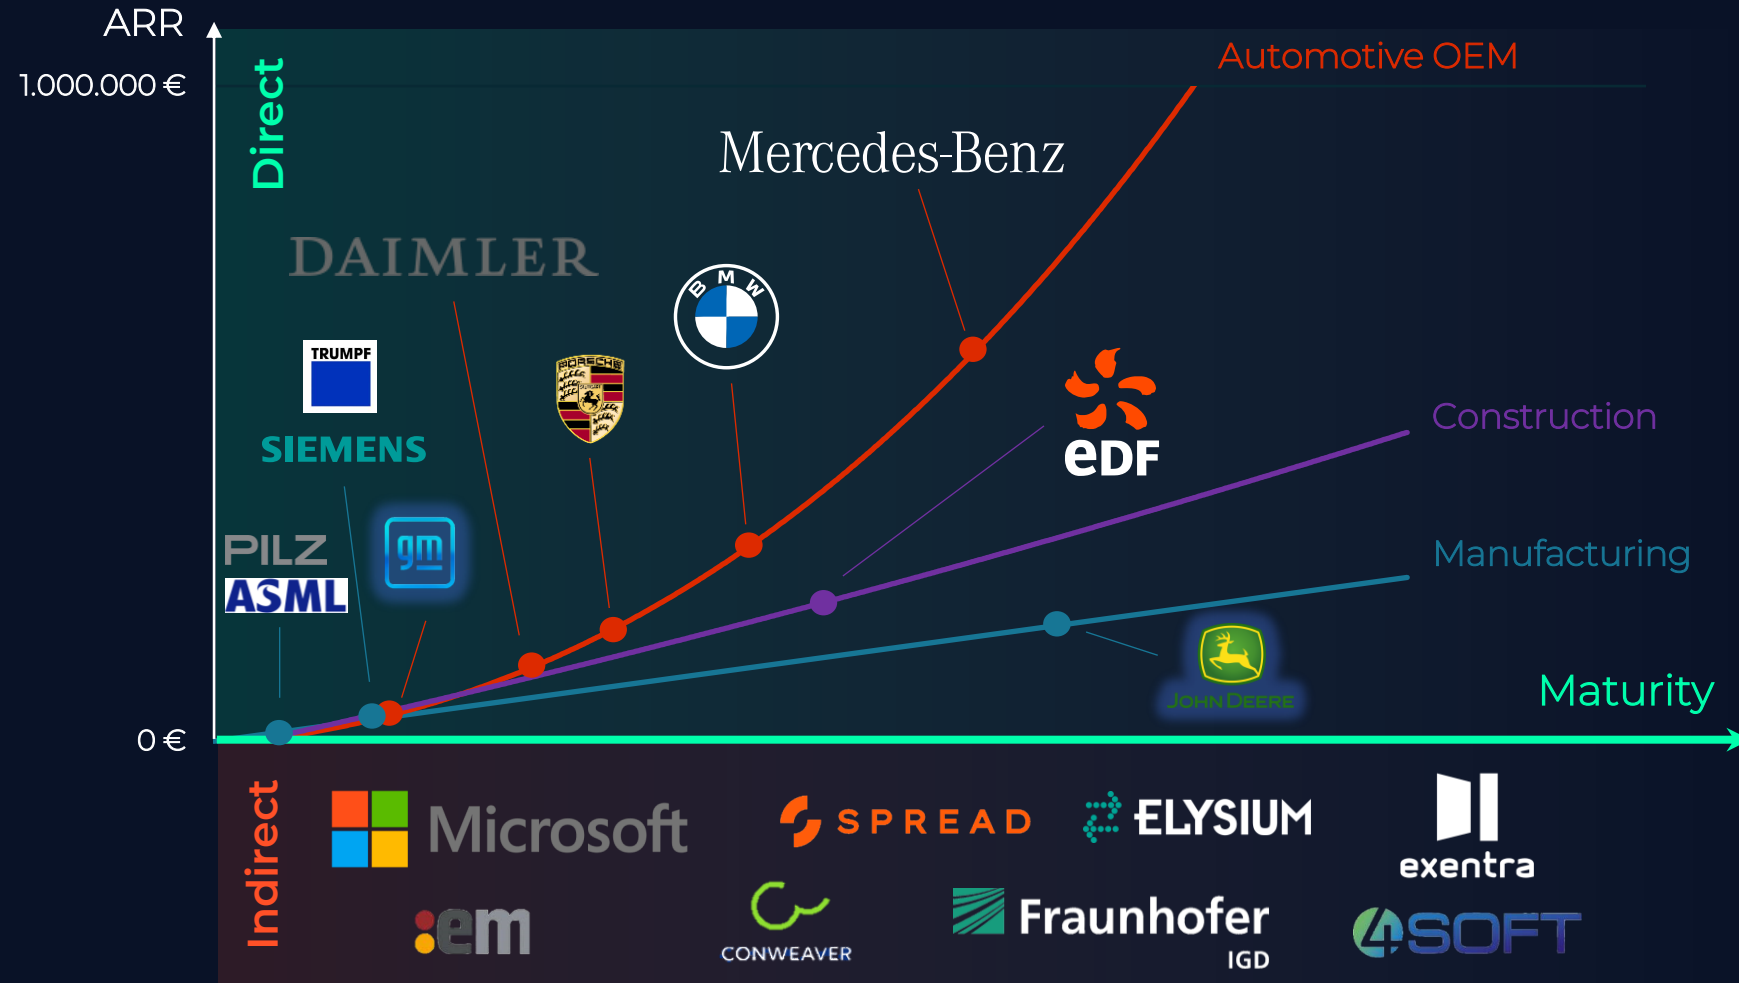 ARR
1.000.000 €
Direct
Automotive OEM
Mercedes-Benz
DAIMLER
BMW
TRUMPF
PORSCHE
SIEMENS
eDF
Construction
PILZ
gm
ASML
Manufacturing
JOHN DEERE
Maturity
0 €
Indirect
Microsoft
SPREAD
ELYSIUM
exentra
:em
CONWEAVER
Fraunhofer
IGD
4SOFT